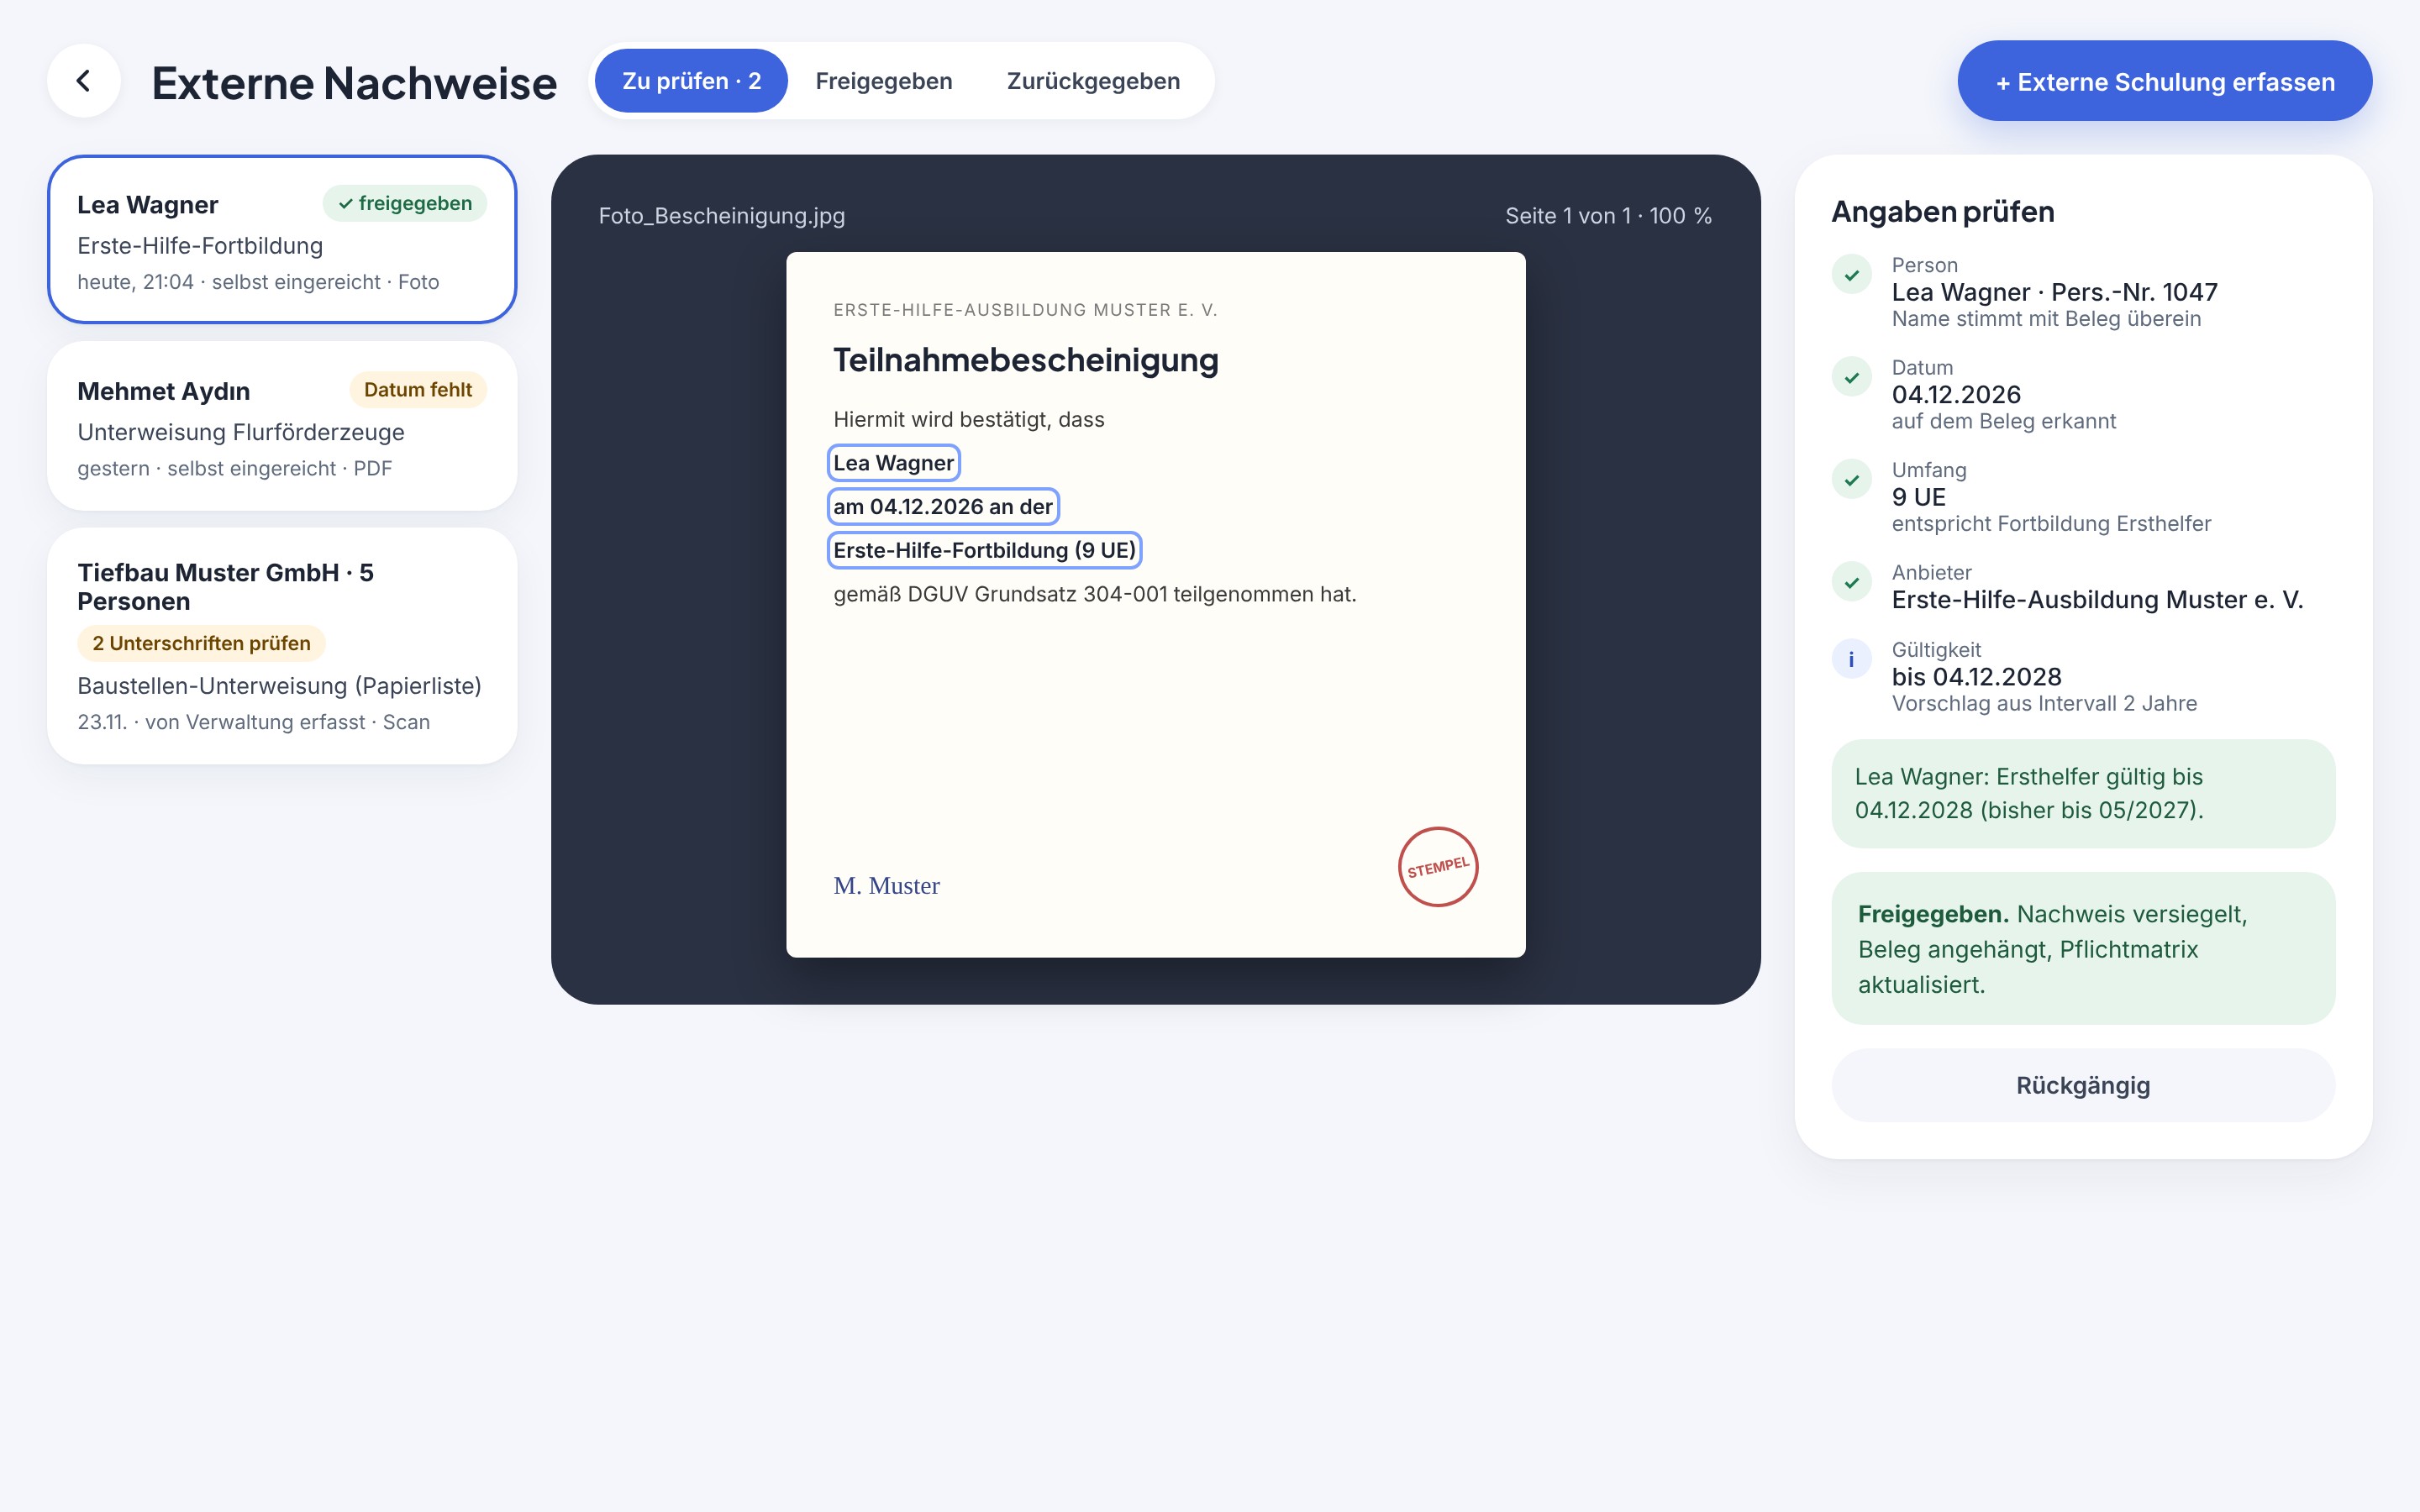 Externe Nachweise
Zu prüfen · 2
Freigegeben
Zurückgegeben
+ Externe Schulung erfassen
Lea Wagner
✓ freigegeben
Erste-Hilfe-Fortbildung
heute, 21:04 · selbst eingereicht · Foto
Mehmet Aydın
Datum fehlt
Unterweisung Flurförderzeuge
gestern · selbst eingereicht · PDF
Tiefbau Muster GmbH · 5
Personen
2 Unterschriften prüfen
Baustellen-Unterweisung (Papierliste)
23.11. · von Verwaltung erfasst · Scan
Foto_Bescheinigung.jpg
Seite 1 von 1 · 100 %
ERSTE-HILFE-AUSBILDUNG MUSTER E. V.
Teilnahmebescheinigung
Hiermit wird bestätigt, dass
Lea Wagner
am 04.12.2026 an der
Erste-Hilfe-Fortbildung (9 UE)
gemäß DGUV Grundsatz 304-001 teilgenommen hat.
M. Muster
STEMPEL
Angaben prüfen
Person
Lea Wagner · Pers.-Nr. 1047
Name stimmt mit Beleg überein
Datum
04.12.2026
auf dem Beleg erkannt
Umfang
9 UE
entspricht Fortbildung Ersthelfer
Anbieter
Erste-Hilfe-Ausbildung Muster e. V.
i
Gültigkeit
bis 04.12.2028
Vorschlag aus Intervall 2 Jahre
Lea Wagner: Ersthelfer gültig bis
04.12.2028 (bisher bis 05/2027).
Freigegeben. Nachweis versiegelt,
Beleg angehängt, Pflichtmatrix
aktualisiert.
Rückgängig